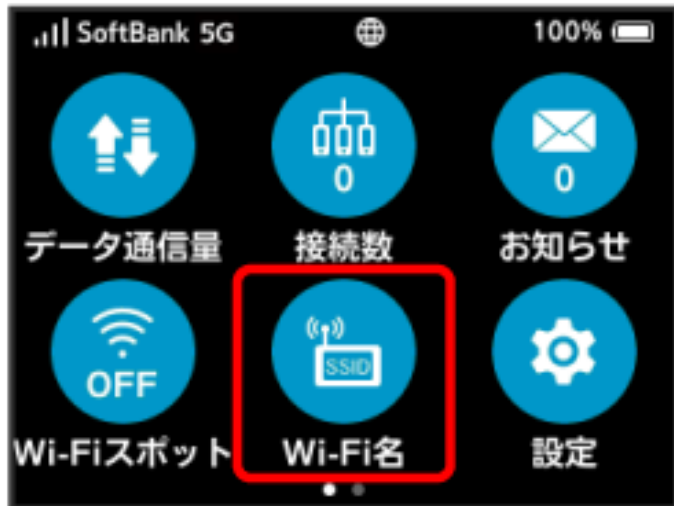 SoftBank 5G 100%
0 0
データ通信量 接続数 お知らせ
OFF SSID
Wi-Fiスポット Wi-Fi名 設定